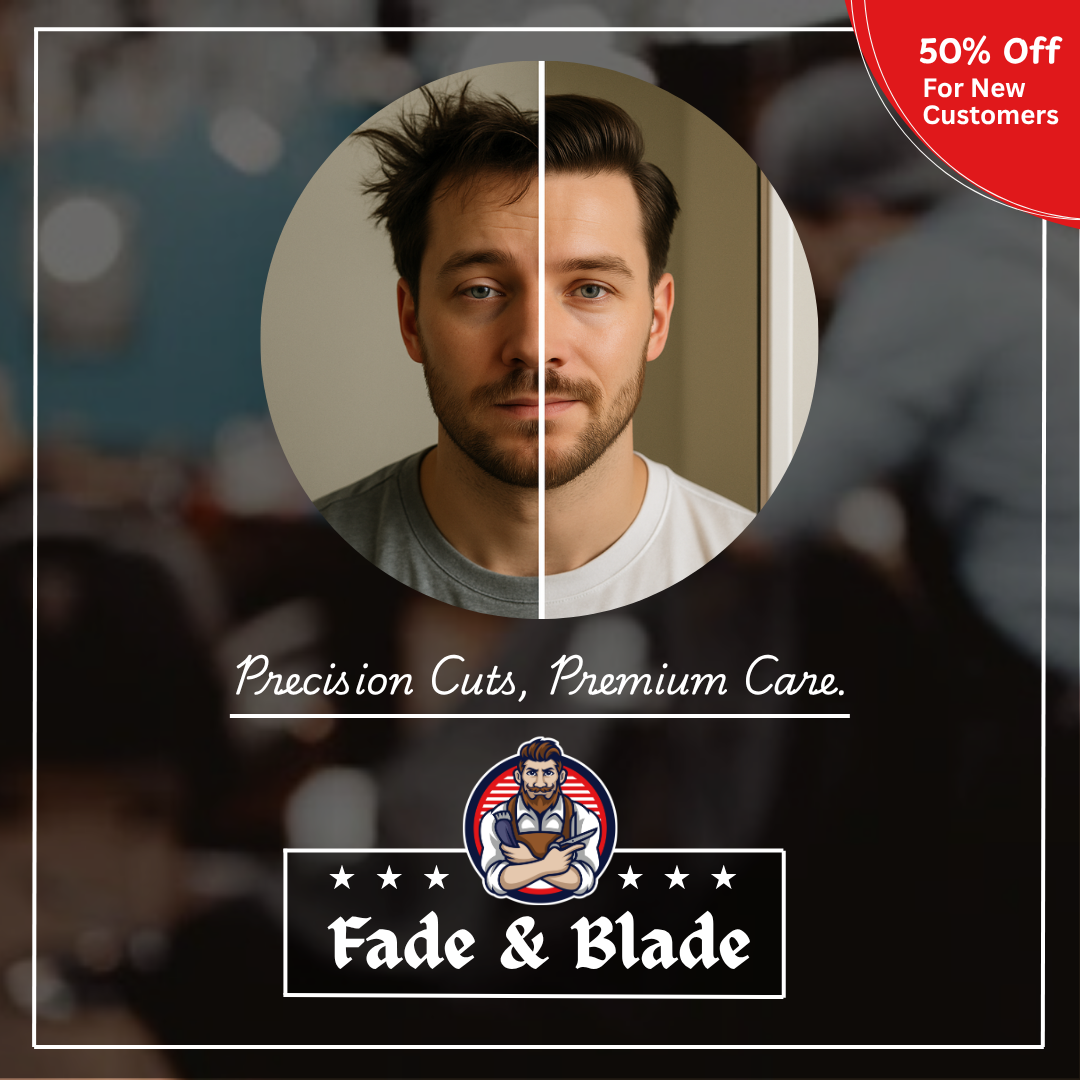 50% Off
For New
Customers
Precision Cuts, Premium Care.
Fade & Blade